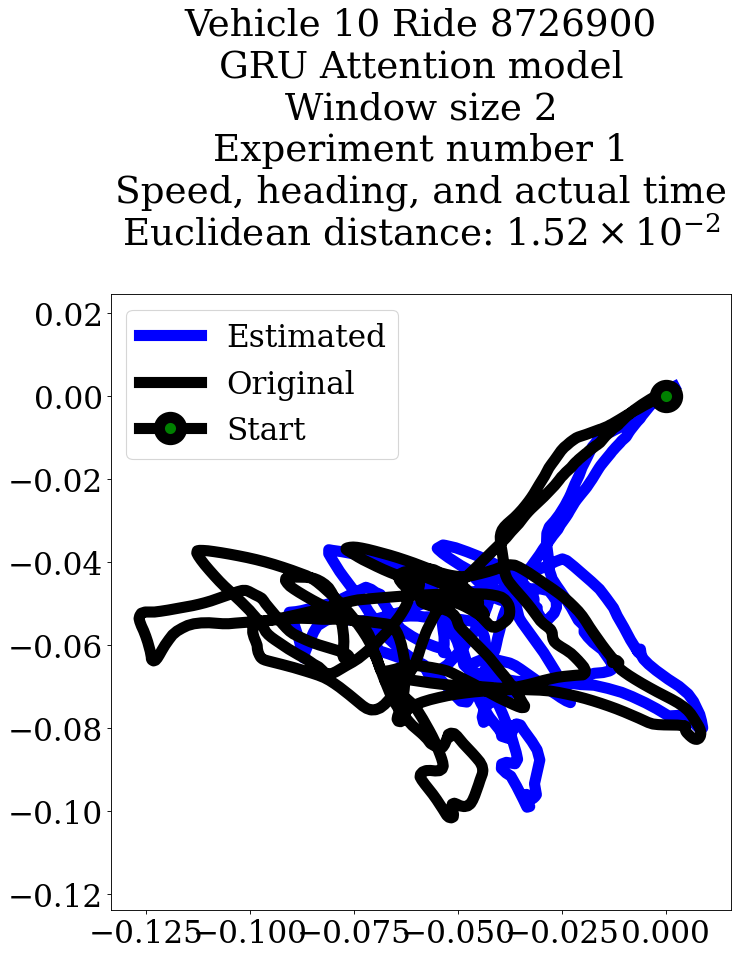 Vehicle 10 Ride 8726900
GRU Attention model
Window size 2
Experiment number 1
Speed, heading, and actual time
Euclidean distance: 1.52 × 10⁻²
Estimated
Original
Start
0.02
0.00
−0.02
−0.04
−0.06
−0.08
−0.10
−0.12
−0.125 −0.100 −0.075 −0.050 −0.025 0.000